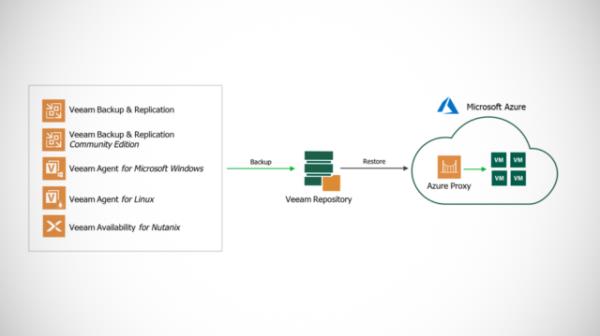 Veeam Backup & Replication
Veeam Backup & Replication
Community Edition
Veeam Agent for Microsoft Windows
Veeam Agent for Linux
Veeam Availability for Nutanix
Backup
Veeam Repository
Restore
Microsoft Azure
Azure Proxy
VM VM
VM VM